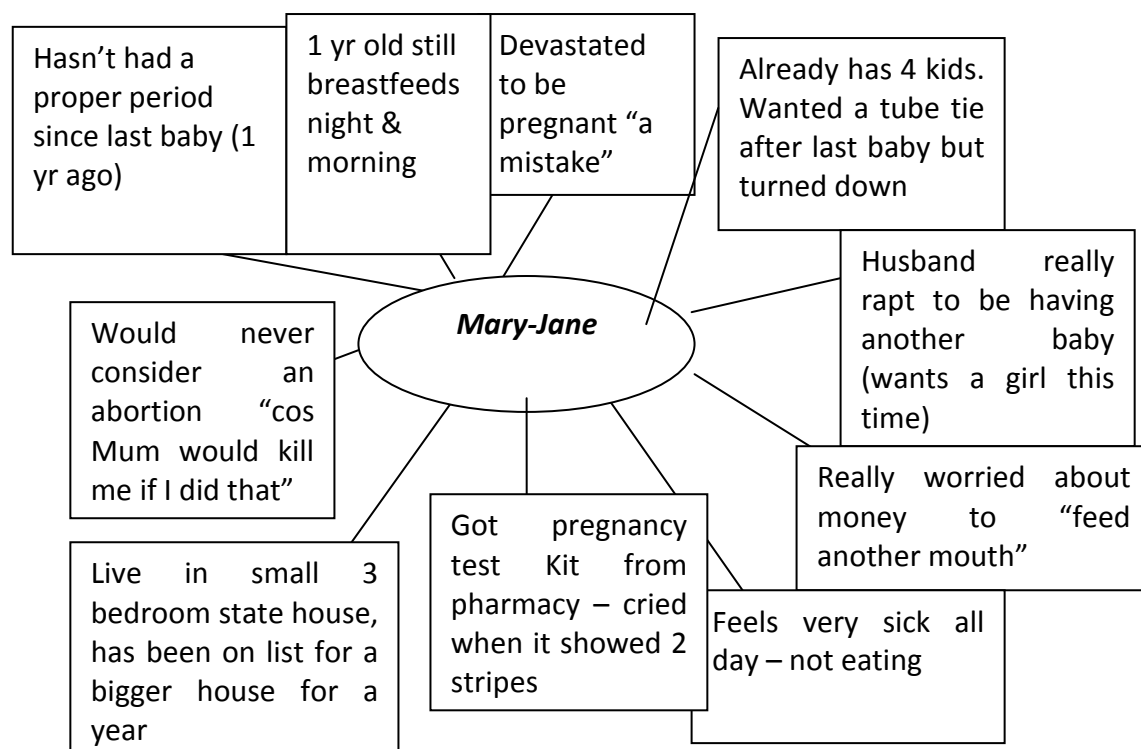 Hasn’t had a
proper period
since last baby (1
yr ago)
1 yr old still
breastfeeds
night &
morning
Devastated
to be
pregnant “a
mistake”
Already has 4 kids.
Wanted a tube tie
after last baby but
turned down
Mary-Jane
Husband really
rapt to be having
another baby
(wants a girl this
time)
Would never
consider an
abortion “cos
Mum would kill
me if I did that”
Really worried about
money to “feed
another mouth”
Got pregnancy
test Kit from
pharmacy – cried
when it showed 2
stripes
Live in small 3
bedroom state house,
has been on list for a
bigger house for a
year
Feels very sick all
day – not eating